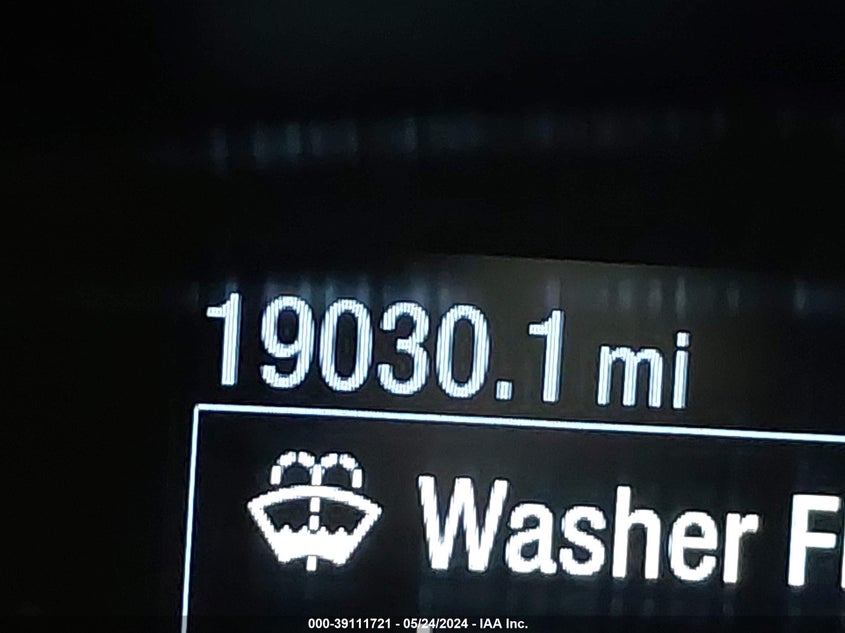 19030.1 mi
Washer
000-39111721 - 05/24/2024 - IAA Inc.